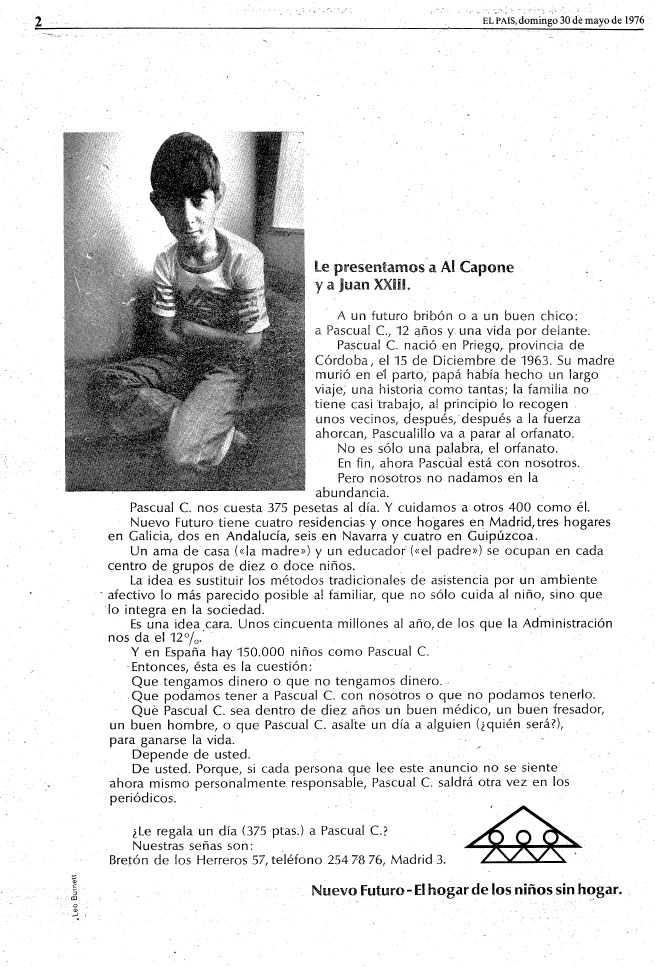 2
EL PAIS, domingo 30 de mayo de 1976
Le presentamos a Al Capone
y a Juan XXIII.
A un futuro bribón o a un buen chico:
a Pascual C., 12 años y una vida por delante.
Pascual C. nació en Priego, provincia de
Córdoba, el 15 de Diciembre de 1963. Su madre
murió en el parto, papá había hecho un largo
viaje, una historia como tantas; la familia no
tiene casi trabajo, al principio lo recogen
unos vecinos, después, después a la fuerza
ahorcan, Pascualillo va a parar al orfanato.
No es sólo una palabra, el orfanato.
En fin, ahora Pascual está con nosotros.
Pero nosotros no nadamos en la
abundancia.
Pascual C. nos cuesta 375 pesetas al día. Y cuidamos a otros 400 como él.
Nuevo Futuro tiene cuatro residencias y once hogares en Madrid, tres hogares
en Galicia, dos en Andalucía, seis en Navarra y cuatro en Guipúzcoa.
Un ama de casa («la madre») y un educador («el padre») se ocupan en cada
centro de grupos de diez o doce niños.
La idea es sustituir los métodos tradicionales de asistencia por un ambiente
afectivo lo más parecido posible al familiar, que no sólo cuida al niño, sino que
lo integra en la sociedad.
Es una idea cara. Unos cincuenta millones al año, de los que la Administración
nos da el 12%.
Y en España hay 150.000 niños como Pascual C.
Entonces, ésta es la cuestión:
Que tengamos dinero o que no tengamos dinero.
Que podamos tener a Pascual C. con nosotros o que no podamos tenerlo.
Que Pascual C. sea dentro de diez años un buen médico, un buen fresador,
un buen hombre, o que Pascual C. asalte un día a alguien (¿quién será?),
para ganarse la vida.
Depende de usted.
De usted. Porque, si cada persona que lee este anuncio no se siente
ahora mismo personalmente responsable, Pascual C. saldrá otra vez en los
periódicos.
¿Le regala un día (375 ptas.) a Pascual C.?
Nuestras señas son:
Bretón de los Herreros 57, teléfono 254 78 76, Madrid 3.
Nuevo Futuro - El hogar de los niños sin hogar.
Leo Burnett